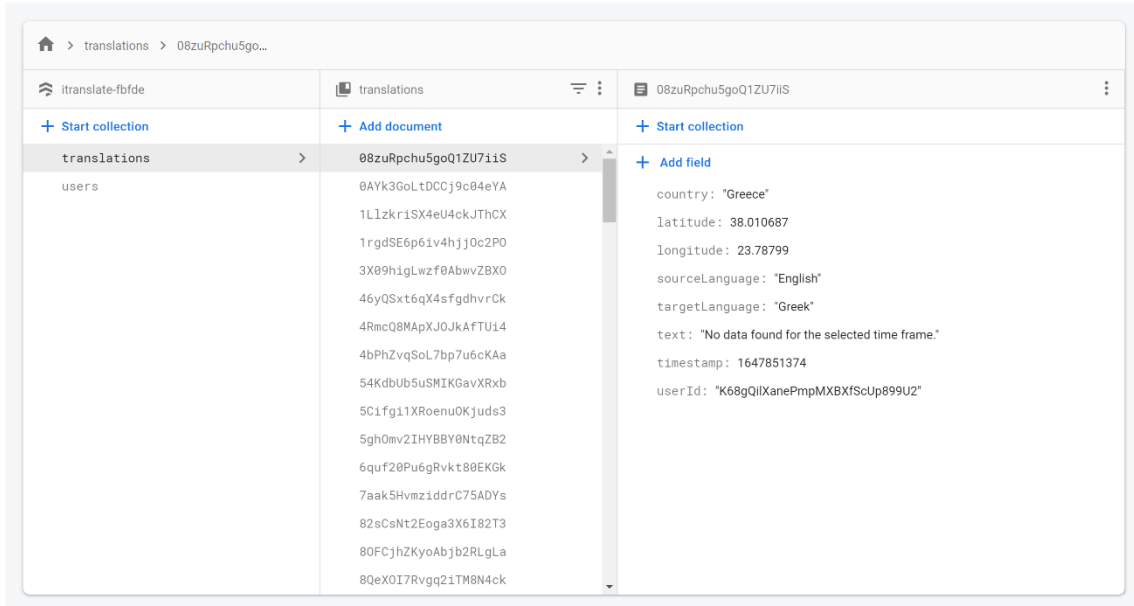 translations > 08zuRpchu5go...
itranslate-fbfde
+ Start collection
translations
users
translations
+ Add document
08zuRpchu5goQ1ZU7iiS
0AYk3GoLtDCCj9c04eYA
1LlzkriSX4eU4ckJThCX
1rgdSE6p6iv4hjjOc2PO
3X09higLwzf0AbwvZBXO
46yQSxt6qX4sfgdhvrCk
4RmcQ8MApXJOJkAfTUi4
4bPhZvqSoL7bp7u6cKAa
54KdbUb5uSMIKGavXRxb
5Cifgi1XRoenuOKjuds3
5ghOmv2IHYBBY0NtqZB2
6quf20Pu6gRvkt80EKGk
7aak5HvmziddrC75ADYs
82sCsNt2Eoga3X6I82T3
8OFCjhZKyoAbjb2RLgLa
8QeXOI7Rvgq2iTM8N4ck
08zuRpchu5goQ1ZU7iiS
+ Start collection
+ Add field
country: "Greece"
latitude: 38.010687
longitude: 23.78799
sourceLanguage: "English"
targetLanguage: "Greek"
text: "No data found for the selected time frame."
timestamp: 1647851374
userId: "K68gQilXanePmpMXBXfScUp899U2"